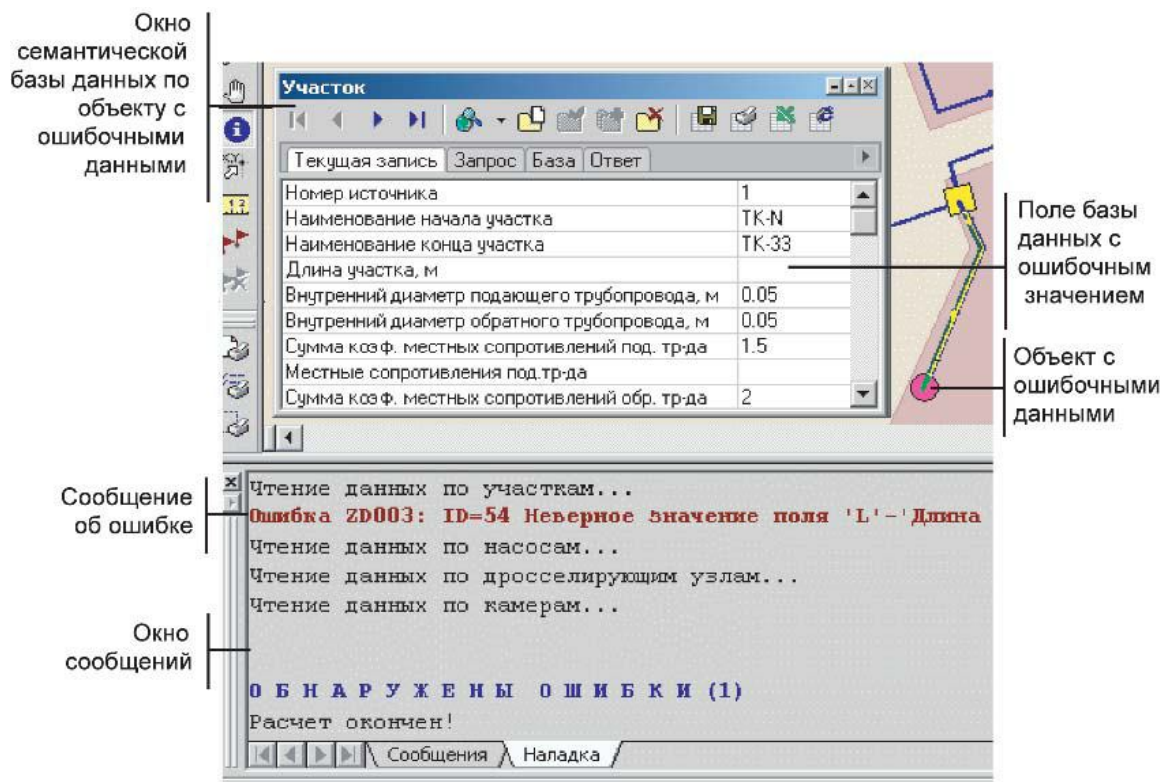 Окно
семантической
базы данных по
объекту с
ошибочными
данными
Участок
Текущая запись Запрос База Ответ
Номер источника 1
Наименование начала участка ТК-N
Наименование конца участка ТК-33
Длина участка, м
Внутренний диаметр подающего трубопровода, м 0.05
Внутренний диаметр обратного трубопровода, м 0.05
Сумма коэф. местных сопротивлений под. тр-да 1.5
Местные сопротивления под.тр-да
Сумма коэф. местных сопротивлений обр. тр-да 2
Поле базы
данных с
ошибочным
значением
Объект с
ошибочными
данными
Сообщение
об ошибке
Чтение данных по участкам...
Ошибка ZD003: ID=54 Неверное значение поля 'L'-'Длина
Чтение данных по насосам...
Чтение данных по дросселирующим узлам...
Чтение данных по камерам...
Окно
сообщений
О Б Н А Р У Ж Е Н Ы О Ш И Б К И (1)
Расчет окончен!
Сообщения Наладка